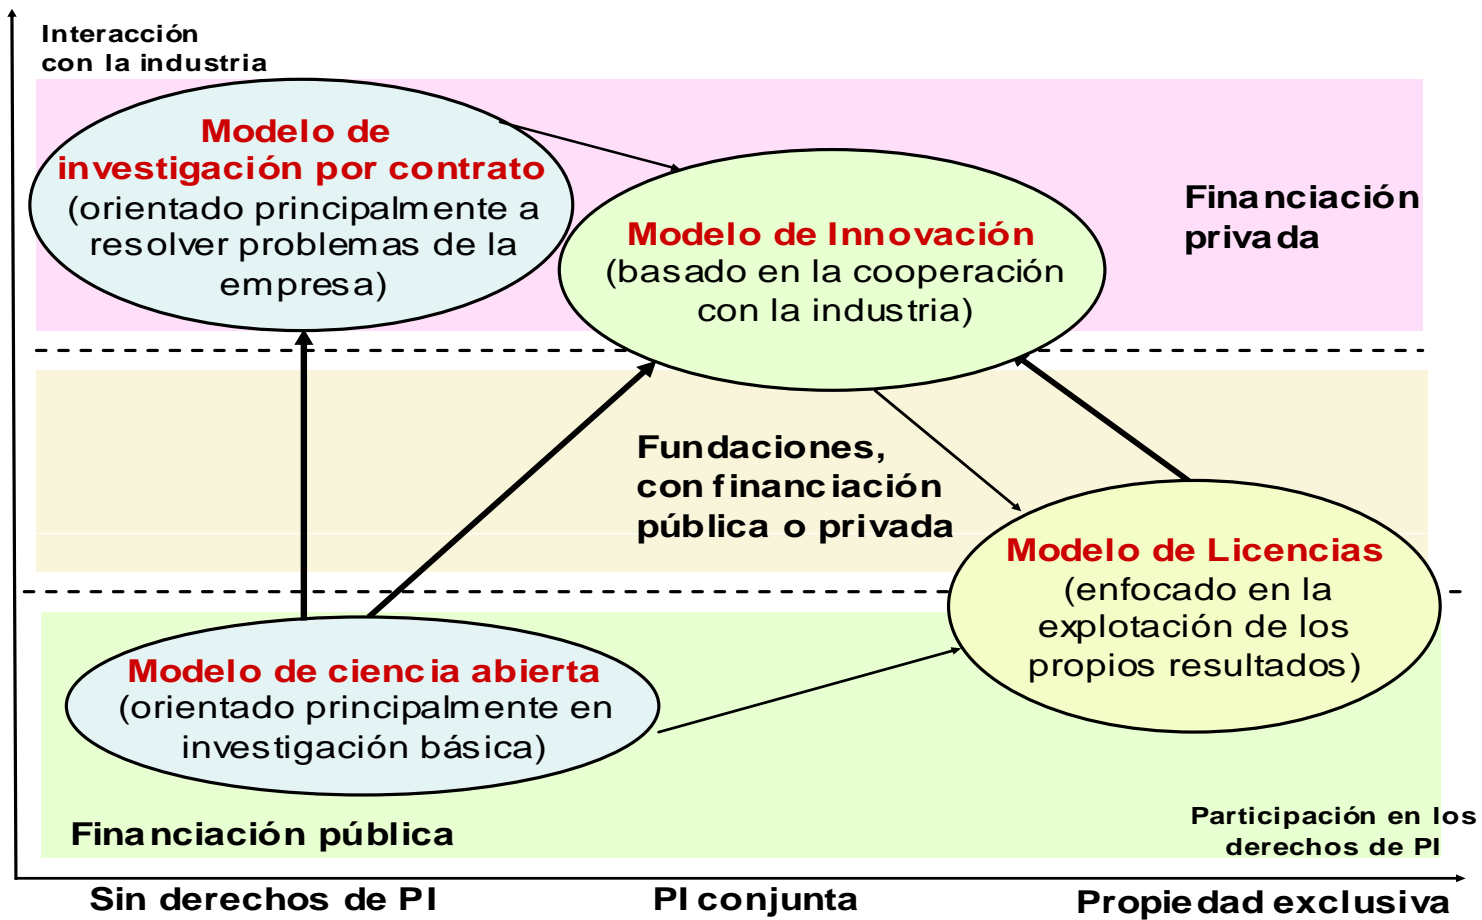 Interacción
con la industria
Modelo de
investigación por contrato
(orientado principalmente a
resolver problemas de la
empresa)
Modelo de Innovación
(basado en la cooperación
con la industria)
Financiación
privada
Fundaciones,
con financiación
pública o privada
Modelo de Licencias
(enfocado en la
explotación de los
propios resultados)
Modelo de ciencia abierta
(orientado principalmente en
investigación básica)
Financiación pública
Participación en los
derechos de PI
Sin derechos de PI
PI conjunta
Propiedad exclusiva